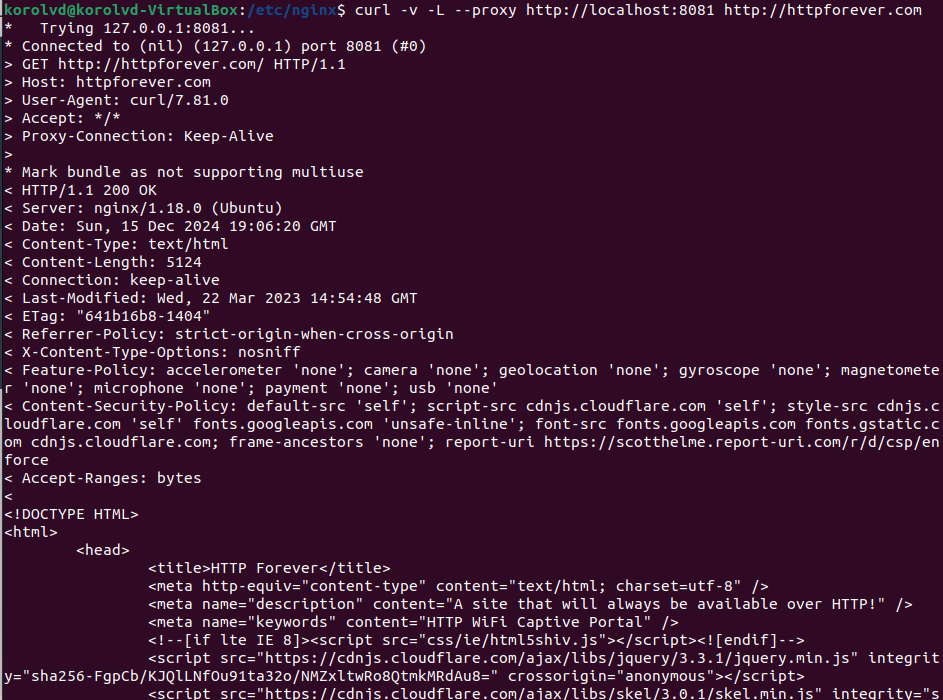 korolvd@korolvd-VirtualBox:/etc/nginx$ curl -v -L --proxy http://localhost:8081 http://httpforever.com
*   Trying 127.0.0.1:8081...
* Connected to (nil) (127.0.0.1) port 8081 (#0)
> GET http://httpforever.com/ HTTP/1.1
> Host: httpforever.com
> User-Agent: curl/7.81.0
> Accept: */*
> Proxy-Connection: Keep-Alive
>
* Mark bundle as not supporting multiuse
< HTTP/1.1 200 OK
< Server: nginx/1.18.0 (Ubuntu)
< Date: Sun, 15 Dec 2024 19:06:20 GMT
< Content-Type: text/html
< Content-Length: 5124
< Connection: keep-alive
< Last-Modified: Wed, 22 Mar 2023 14:54:48 GMT
< ETag: "641b16b8-1404"
< Referrer-Policy: strict-origin-when-cross-origin
< X-Content-Type-Options: nosniff
< Feature-Policy: accelerometer 'none'; camera 'none'; geolocation 'none'; gyroscope 'none'; magnetomete
r 'none'; microphone 'none'; payment 'none'; usb 'none'
< Content-Security-Policy: default-src 'self'; script-src cdnjs.cloudflare.com 'self'; style-src cdnjs.c
loudflare.com 'self' fonts.googleapis.com 'unsafe-inline'; font-src fonts.googleapis.com fonts.gstatic.c
om cdnjs.cloudflare.com; frame-ancestors 'none'; report-uri https://scotthelme.report-uri.com/r/d/csp/en
force
< Accept-Ranges: bytes
<
<!DOCTYPE HTML>
<html>
        <head>
                <title>HTTP Forever</title>
                <meta http-equiv="content-type" content="text/html; charset=utf-8" />
                <meta name="description" content="A site that will always be available over HTTP!" />
                <meta name="keywords" content="HTTP WiFi Captive Portal" />
                <!--[if lte IE 8]><script src="css/ie/html5shiv.js"></script><![endif]-->
                <script src="https://cdnjs.cloudflare.com/ajax/libs/jquery/3.3.1/jquery.min.js" integrit
y="sha256-FgpCb/KJQlLNfOu91ta32o/NMZxltwRo8QtmkMRdAu8=" crossorigin="anonymous"></script>
                <script src="https://cdnjs.cloudflare.com/ajax/libs/skel/3.0.1/skel.min.js" integrity="s